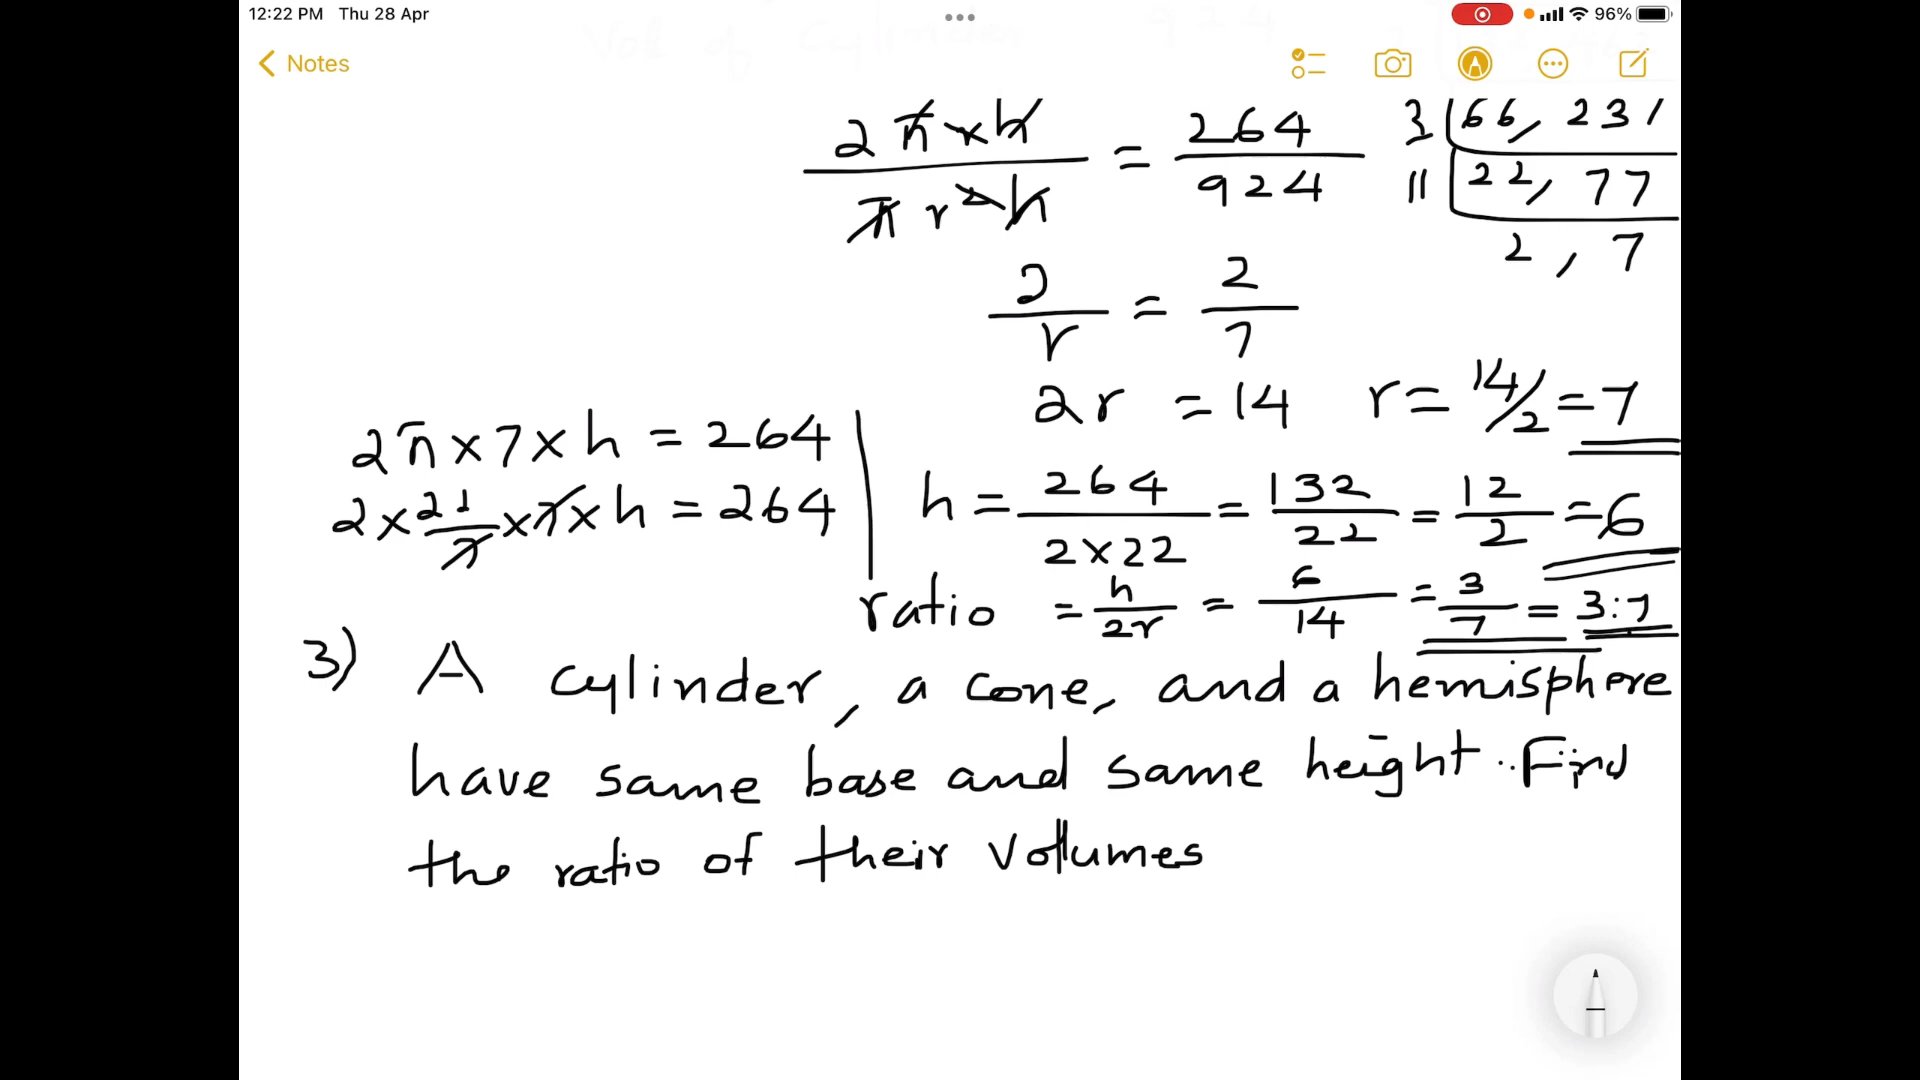 12:22 PM Thu 28 Apr 96%
Notes
2π×h / πr²h = 264 / 924
3 | 66, 231
11 | 22, 77
2, 7
2 / r = 2 / 7
2r = 14 r = 14/2 = 7
2π×7×h = 264
2×22/7×7×h = 264
h = 264 / 2×22 = 132 / 22 = 12 / 2 = 6
ratio = h / 2r = 6 / 14 = 3 / 7 = 3:7
3) A cylinder, a cone, and a hemisphere
have same base and same height. Find
the ratio of their volumes